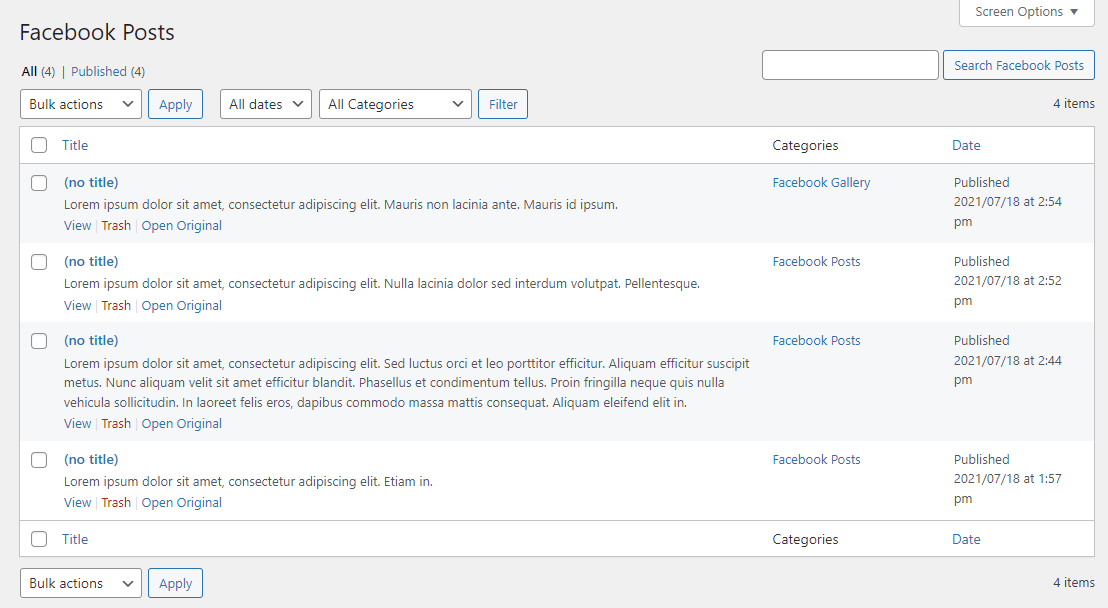 Screen Options ▼
Facebook Posts
All (4) | Published (4)
Search Facebook Posts
Bulk actions Apply All dates All Categories Filter 4 items
Title Categories Date
(no title) Facebook Gallery Published
Lorem ipsum dolor sit amet, consectetur adipiscing elit. Mauris non lacinia ante. Mauris id ipsum. 2021/07/18 at 2:54
View | Trash | Open Original pm
(no title) Facebook Posts Published
Lorem ipsum dolor sit amet, consectetur adipiscing elit. Nulla lacinia dolor sed interdum volutpat. Pellentesque. 2021/07/18 at 2:52
View | Trash | Open Original pm
(no title) Facebook Posts Published
Lorem ipsum dolor sit amet, consectetur adipiscing elit. Sed luctus orci et leo porttitor efficitur. Aliquam efficitur suscipit 2021/07/18 at 2:44
metus. Nunc aliquam velit sit amet efficitur blandit. Phasellus et condimentum tellus. Proin fringilla neque quis nulla pm
vehicula sollicitudin. In laoreet felis eros, dapibus commodo massa mattis consequat. Aliquam eleifend elit in.
View | Trash | Open Original
(no title) Facebook Posts Published
Lorem ipsum dolor sit amet, consectetur adipiscing elit. Etiam in. 2021/07/18 at 1:57
View | Trash | Open Original pm
Title Categories Date
Bulk actions Apply 4 items